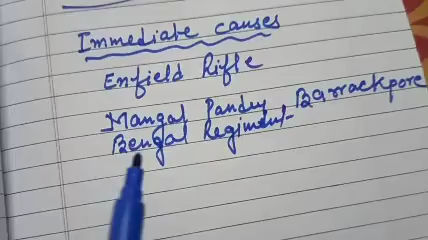 Immediate causes
Enfield Rifle
Mangal Pandey Barrackpore
Bengal Regiment